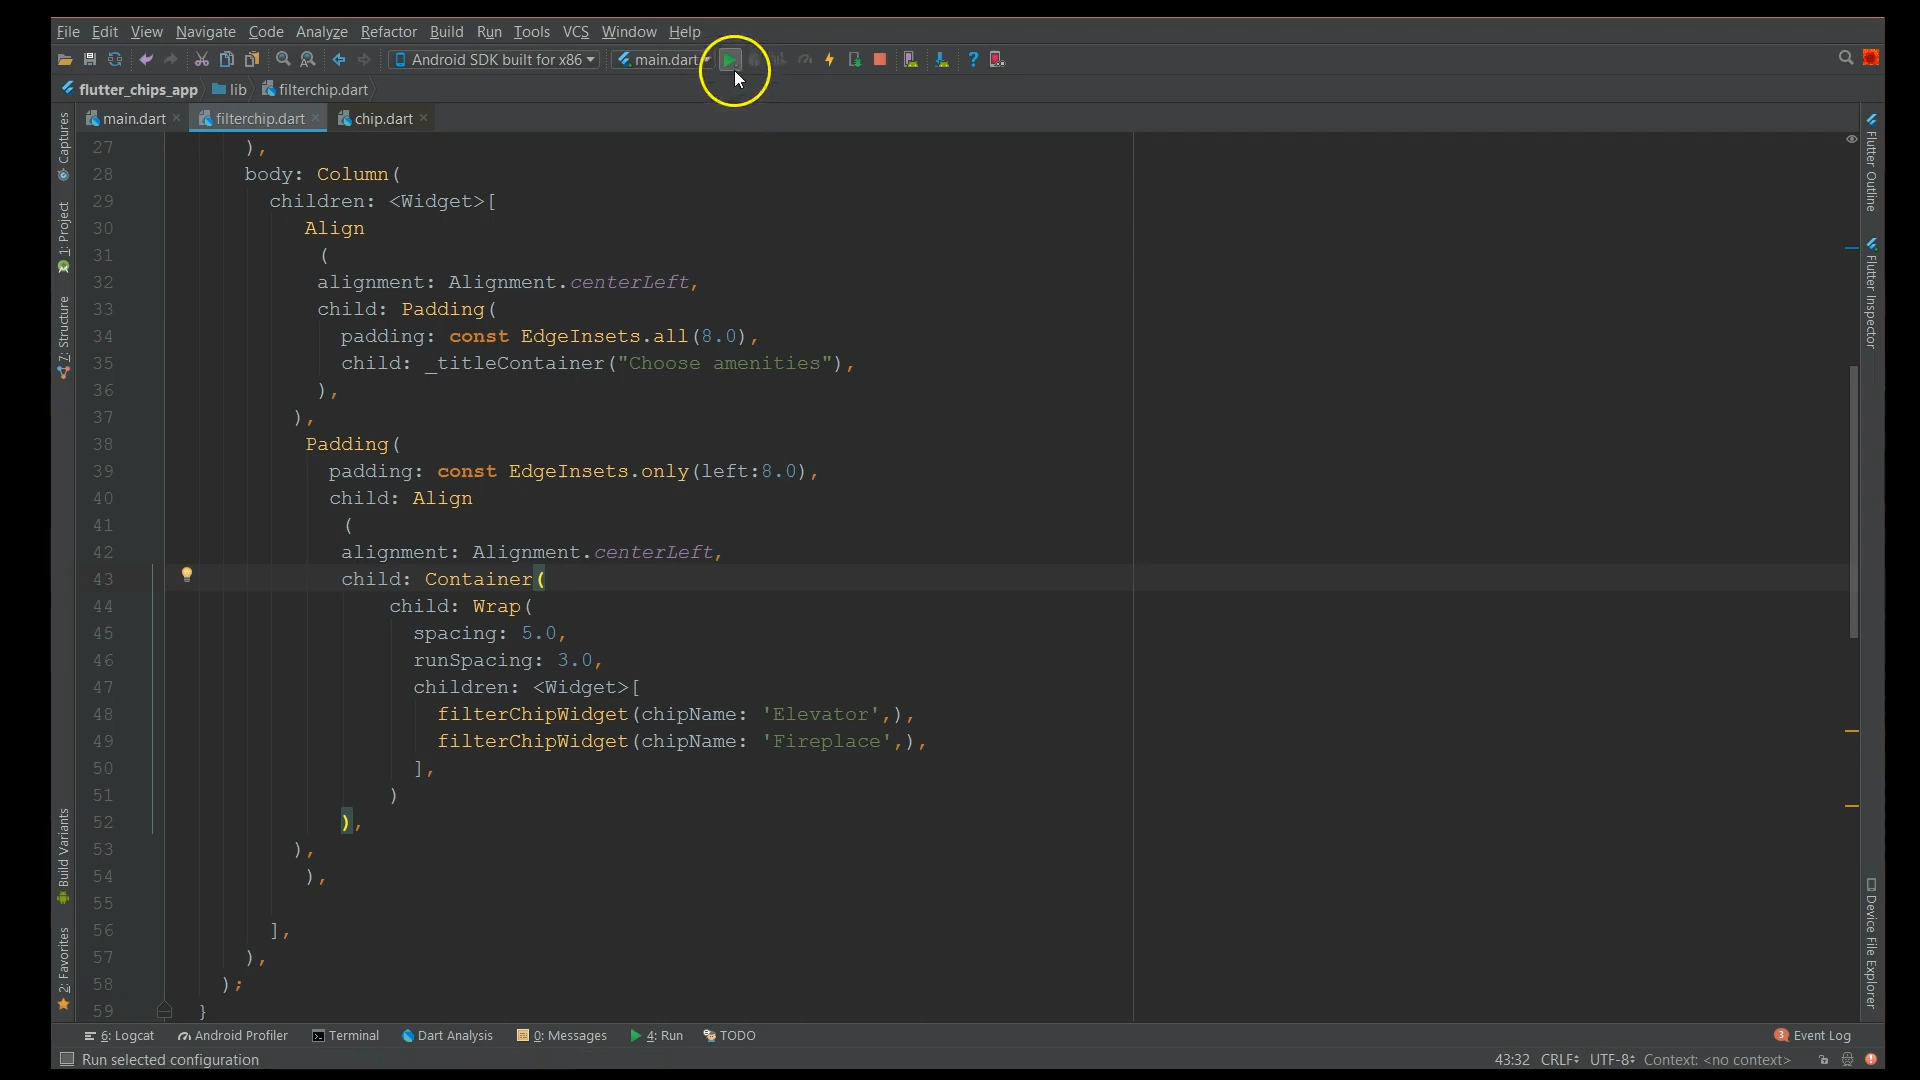 File Edit View Navigate Code Analyze Refactor Build Run Tools VCS Window Help
Android SDK built for x86 main.dart
flutter_chips_app lib filterchip.dart
main.dart filterchip.dart chip.dart
27 ),
28 body: Column(
29 children: <Widget>[
30 Align
31 (
32 alignment: Alignment.centerLeft,
33 child: Padding(
34 padding: const EdgeInsets.all(8.0),
35 child: _titleContainer("Choose amenities"),
36 ),
37 ),
38 Padding(
39 padding: const EdgeInsets.only(left:8.0),
40 child: Align
41 (
42 alignment: Alignment.centerLeft,
43 child: Container(
44 child: Wrap(
45 spacing: 5.0,
46 runSpacing: 3.0,
47 children: <Widget>[
48 filterChipWidget(chipName: 'Elevator',),
49 filterChipWidget(chipName: 'Fireplace',),
50 ],
51 )
52 ),
53 ),
54 ),
55
56 ],
57 ),
58 );
59 }
Captures
1: Project
7: Structure
Build Variants
2: Favorites
Flutter Outline
Flutter Inspector
Device File Explorer
6: Logcat Android Profiler Terminal Dart Analysis 0: Messages 4: Run TODO 3 Event Log
Run selected configuration 43:32 CRLF UTF-8 Context: <no context>